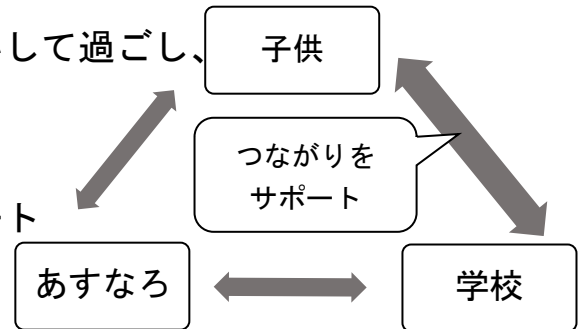 して過ごし、
子供
つながりを
サポート
ート
あすなろ
学校